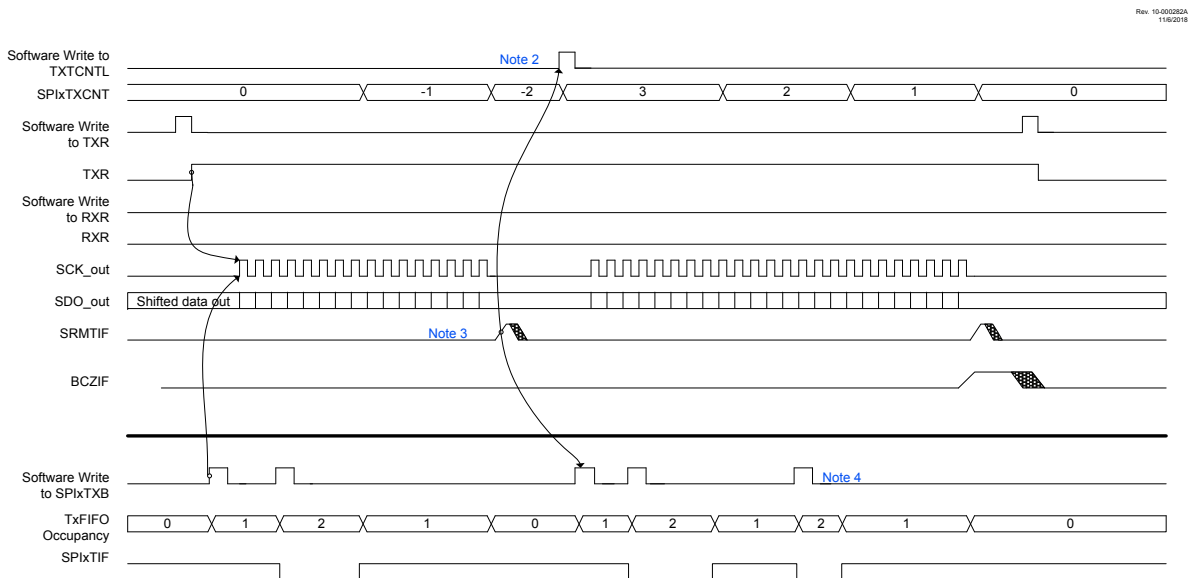 Rev. 10-000282A
11/6/2018
Software Write to
TXTCNTL
Note 2
SPIxTXCNT
0 -1 -2 3 2 1 0
Software Write
to TXR
TXR
Software Write
to RXR
RXR
SCK_out
SDO_out
Shifted data out
SRMTIF
Note 3
BCZIF
Software Write
to SPIxTXB
Note 4
TxFIFO
Occupancy
0 1 2 1 0 1 2 1 2 1 0
SPIxTIF